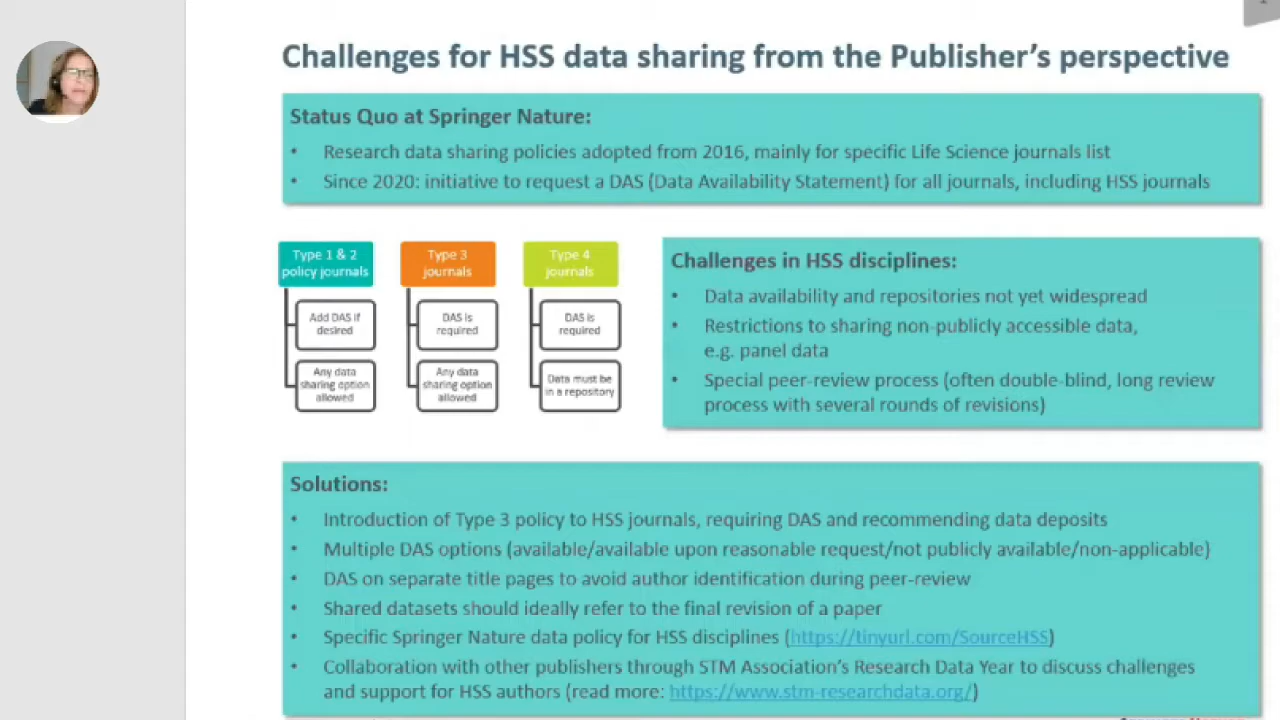 Challenges for HSS data sharing from the Publisher's perspective
Status Quo at Springer Nature:
• Research data sharing policies adopted from 2016, mainly for specific Life Science journals list
• Since 2020: initiative to request a DAS (Data Availability Statement) for all journals, including HSS journals
Type 1 & 2
policy journals
Add DAS if
desired
Any data
sharing option
allowed
Type 3
journals
DAS is
required
Any data
sharing option
allowed
Type 4
journals
DAS is
required
Data must be
in a repository
Challenges in HSS disciplines:
• Data availability and repositories not yet widespread
• Restrictions to sharing non-publicly accessible data,
e.g. panel data
• Special peer-review process (often double-blind, long review
process with several rounds of revisions)
Solutions:
• Introduction of Type 3 policy to HSS journals, requiring DAS and recommending data deposits
• Multiple DAS options (available/available upon reasonable request/not publicly available/non-applicable)
• DAS on separate title pages to avoid author identification during peer-review
• Shared datasets should ideally refer to the final revision of a paper
• Specific Springer Nature data policy for HSS disciplines (https://tinyurl.com/SourceHSS)
• Collaboration with other publishers through STM Association's Research Data Year to discuss challenges
and support for HSS authors (read more: https://www.stm-researchdata.org/)